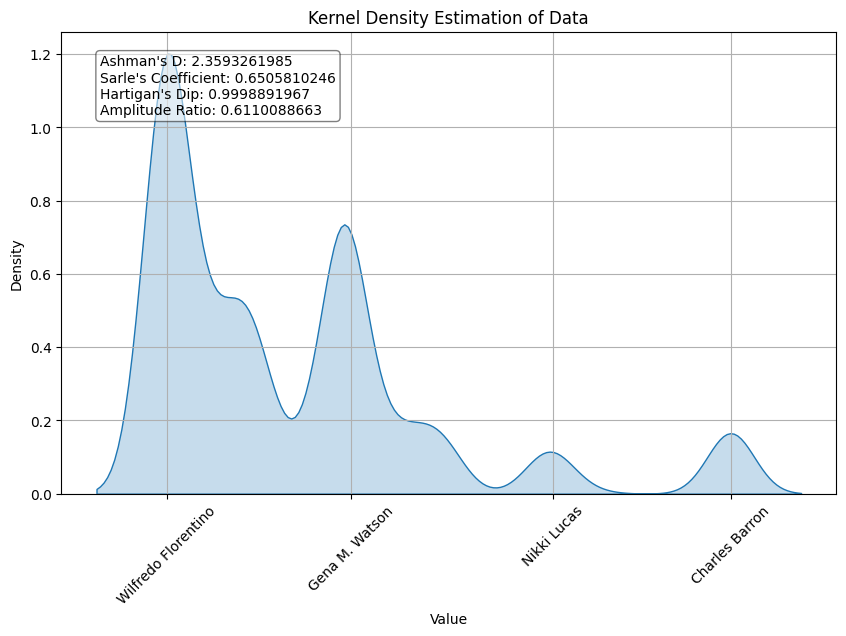 Kernel Density Estimation of Data
Ashman's D: 2.3593261985
Sarle's Coefficient: 0.6505810246
Hartigan's Dip: 0.9998891967
Amplitude Ratio: 0.6110088663
1.2
1.0
0.8
0.6
0.4
0.2
0.0
Density
Wilfredo Florentino
Gena M. Watson
Nikki Lucas
Charles Barron
Value